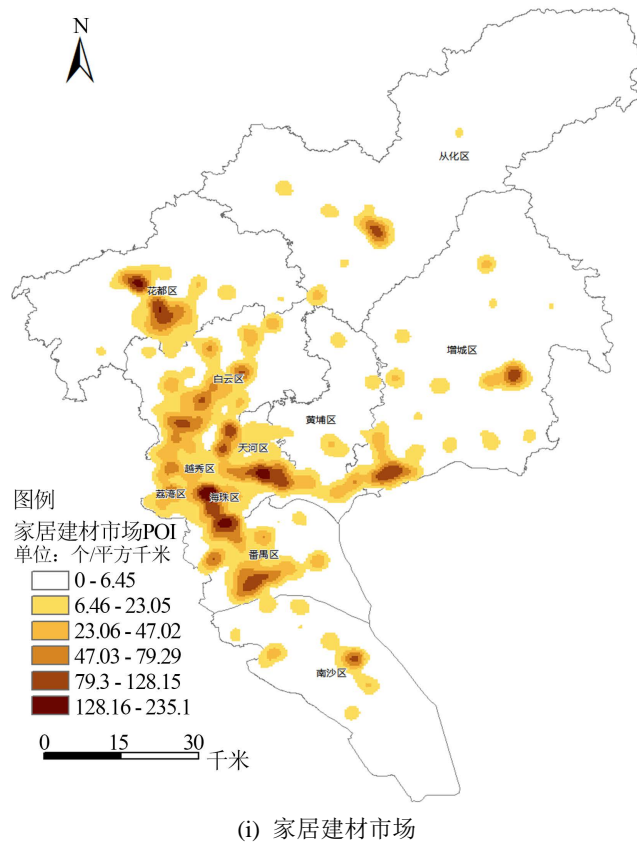 N
从化区
花都区
增城区
白云区
黄埔区
天河区
越秀区
荔湾区
海珠区
番禺区
南沙区
图例
家居建材市场POI
单位：个/平方千米
0 - 6.45
6.46 - 23.05
23.06 - 47.02
47.03 - 79.29
79.3 - 128.15
128.16 - 235.1
0 15 30
千米
(i) 家居建材市场